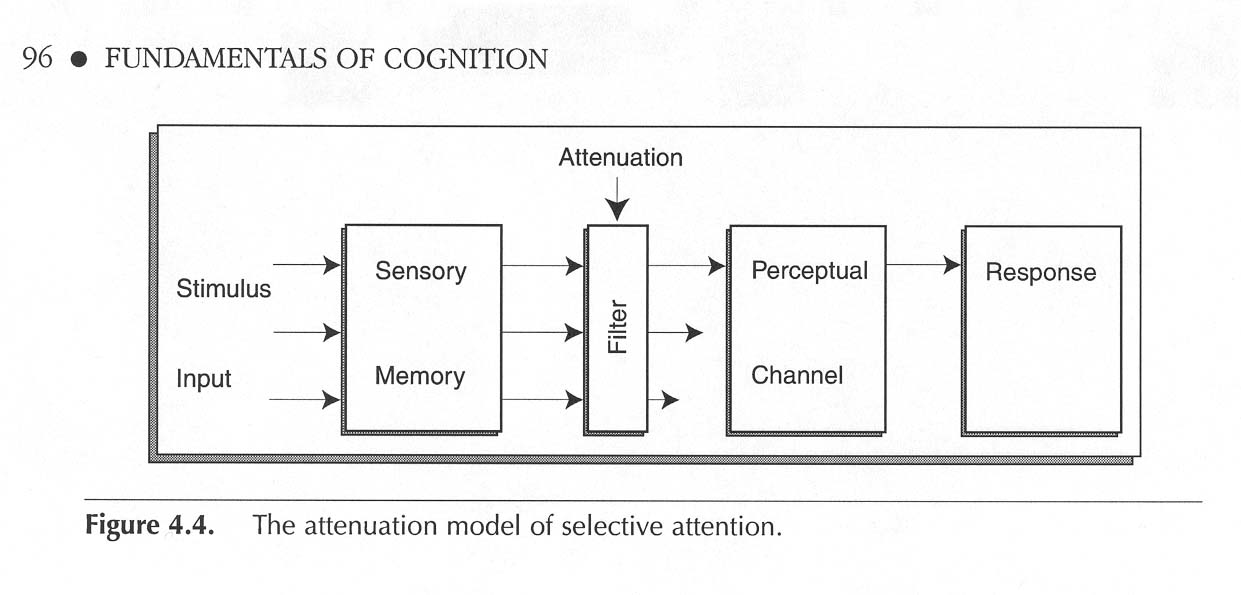 96 ● FUNDAMENTALS OF COGNITION
Attenuation
Stimulus
Input
Sensory
Memory
Filter
Perceptual
Channel
Response
Figure 4.4. The attenuation model of selective attention.